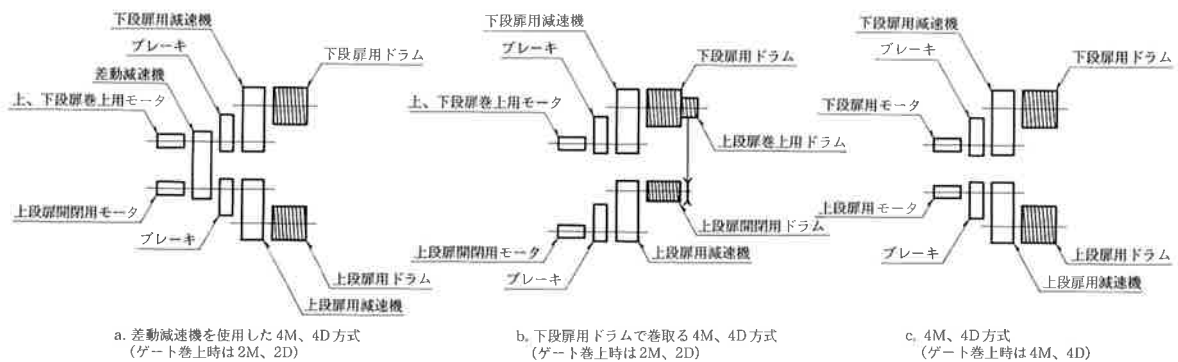 下段扉用減速機
ブレーキ
下段扉用ドラム
差動減速機
上、下段扉巻上用モータ
上段扉開閉用モータ
ブレーキ
上段扉用ドラム
上段扉用減速機
a. 差動減速機を使用した4M、4D方式
(ゲート巻上時は2M、2D)
下段扉用減速機
ブレーキ
下段扉用ドラム
上、下段扉巻上用モータ
上段扉巻上用ドラム
上段扉開閉用ドラム
上段扉開閉用モータ
上段扉用減速機
ブレーキ
b. 下段扉用ドラムで巻取る4M、4D方式
(ゲート巻上時は2M、2D)
下段扉用減速機
ブレーキ
下段扉用ドラム
下段扉用モータ
上段扉用モータ
ブレーキ
上段扉用ドラム
上段扉用減速機
c. 4M、4D方式
(ゲート巻上時は4M、4D)